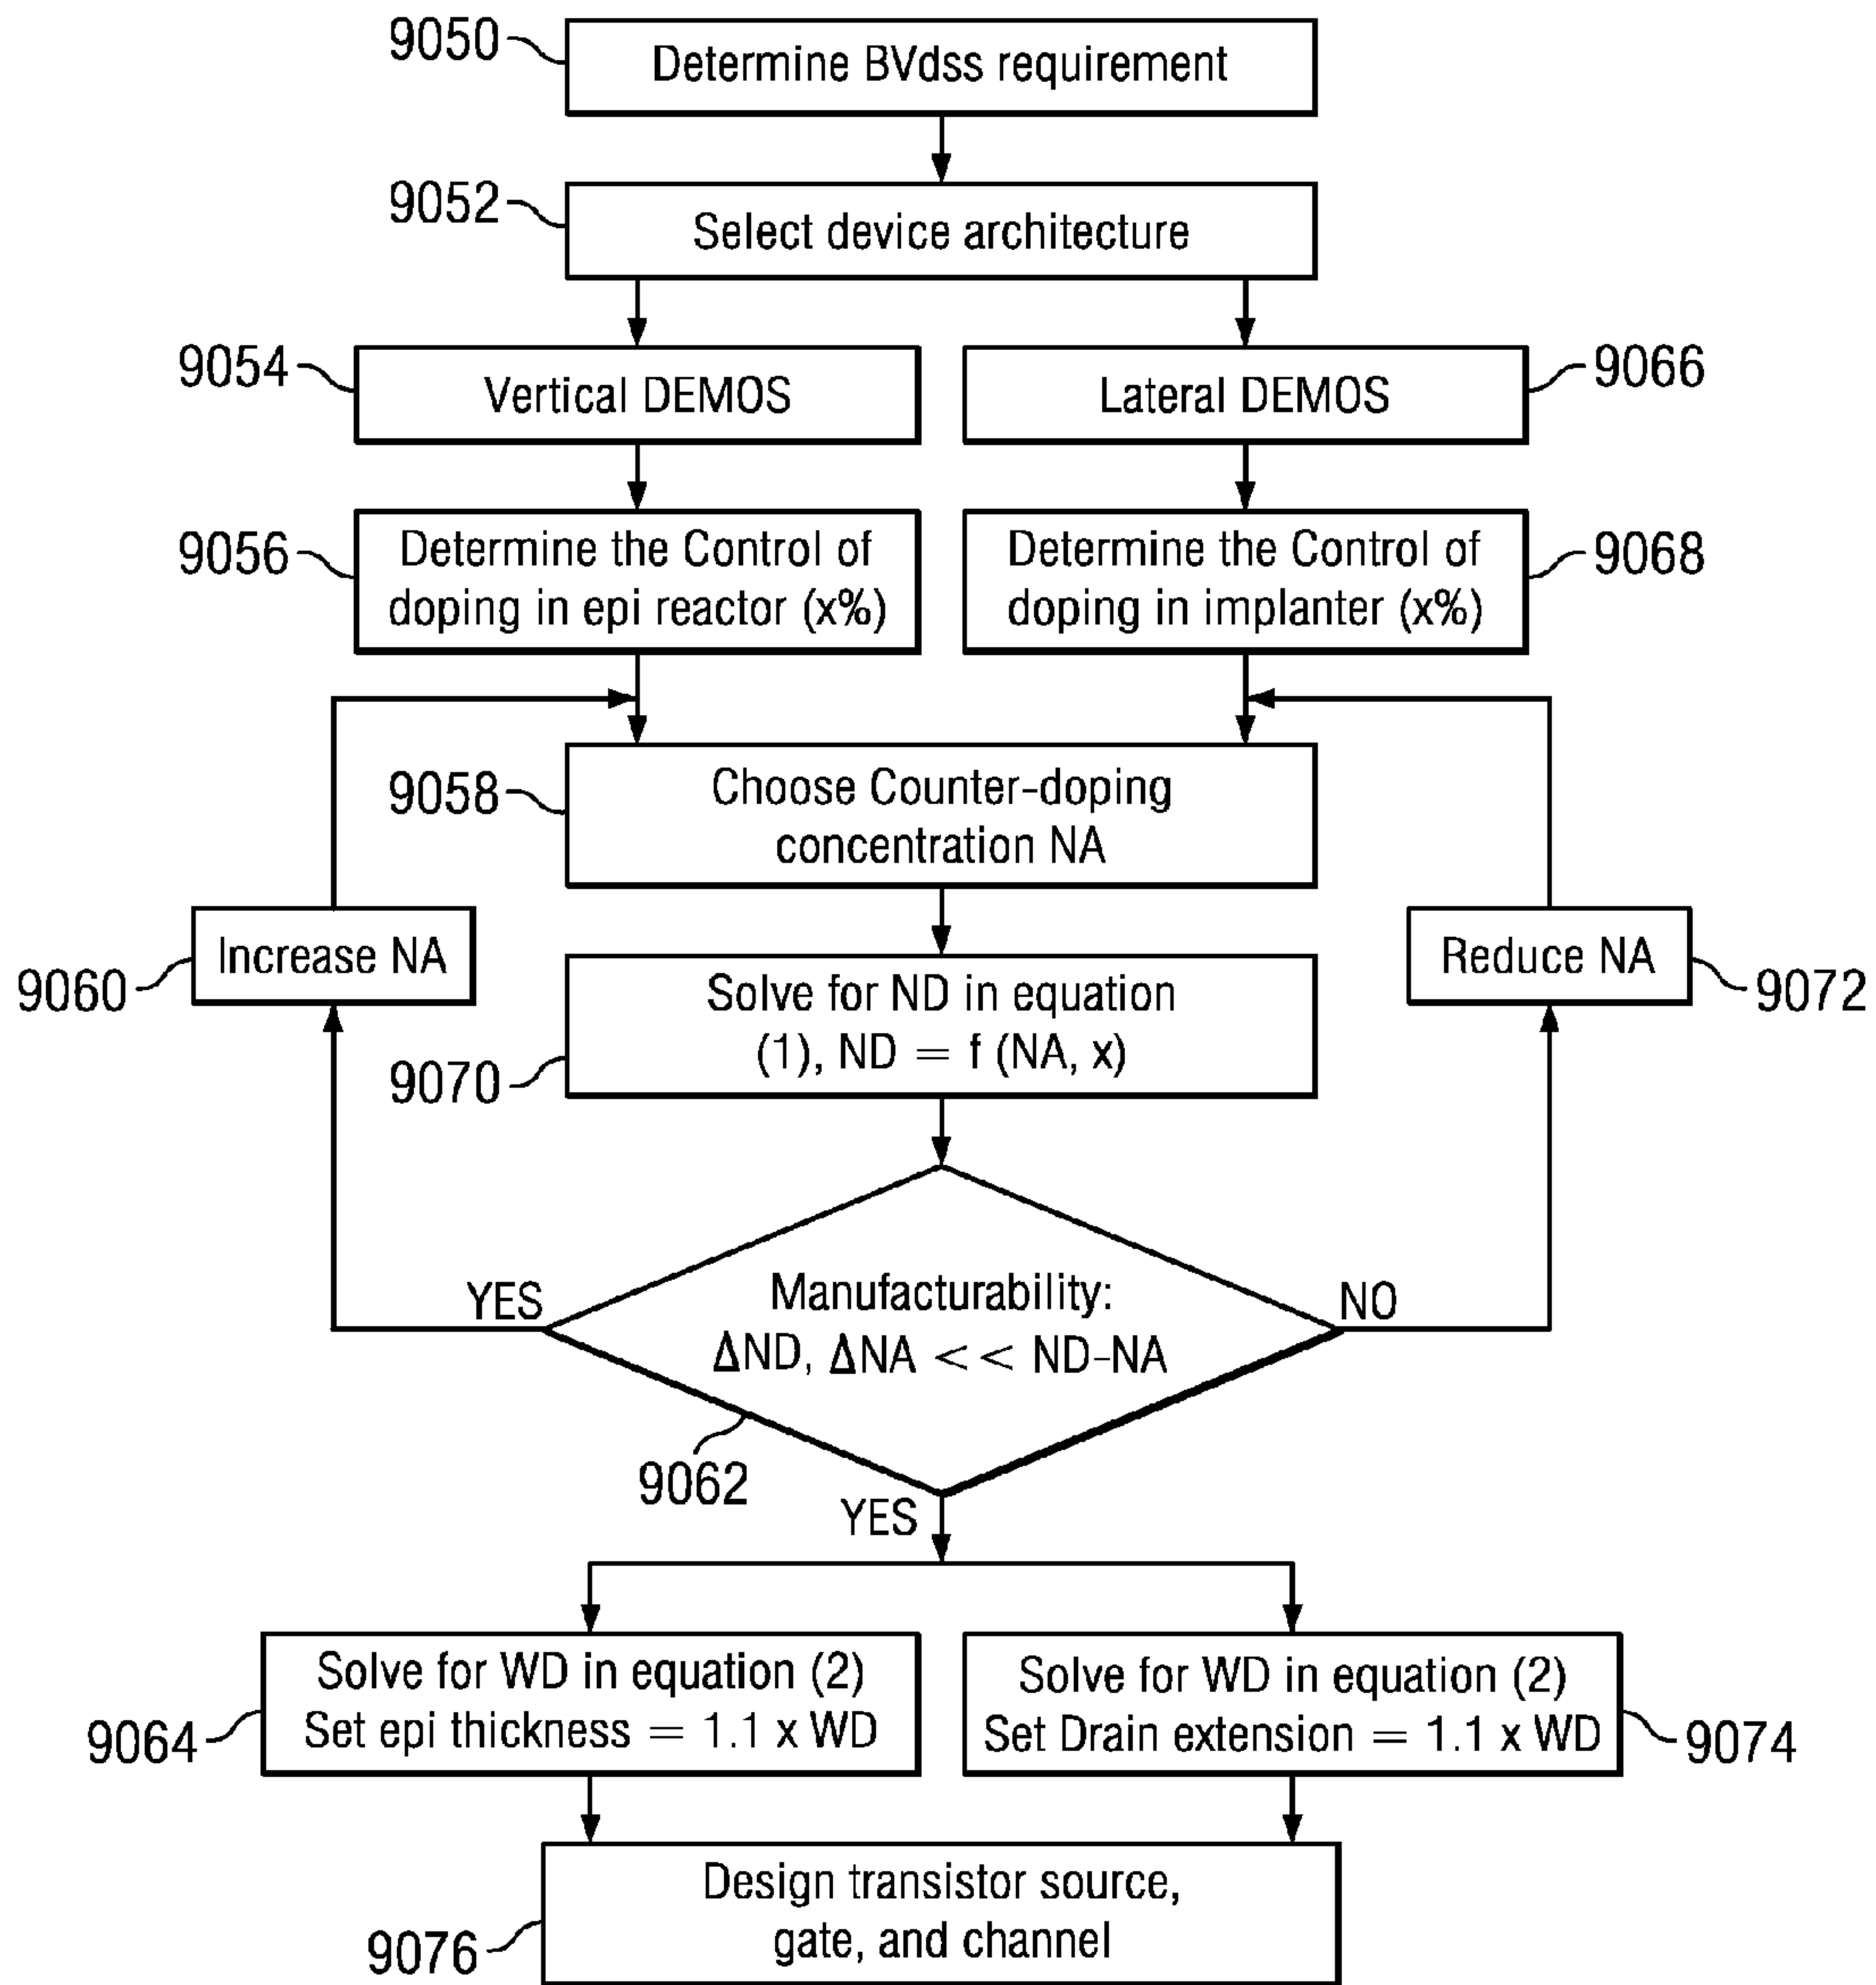 9050
Determine BVdss requirement
9052
Select device architecture
9054
Vertical DEMOS
Lateral DEMOS
9066
9056
Determine the Control of
doping in epi reactor (x%)
Determine the Control of
doping in implanter (x%)
9068
9058
Choose Counter-doping
concentration NA
Increase NA
9060
Reduce NA
9072
Solve for ND in equation
(1), ND = f (NA, x)
9070
YES
Manufacturability:
ΔND, ΔNA < < ND-NA
NO
9062
YES
Solve for WD in equation (2)
Set epi thickness = 1.1 x WD
9064
Solve for WD in equation (2)
Set Drain extension = 1.1 x WD
9074
Design transistor source,
gate, and channel
9076